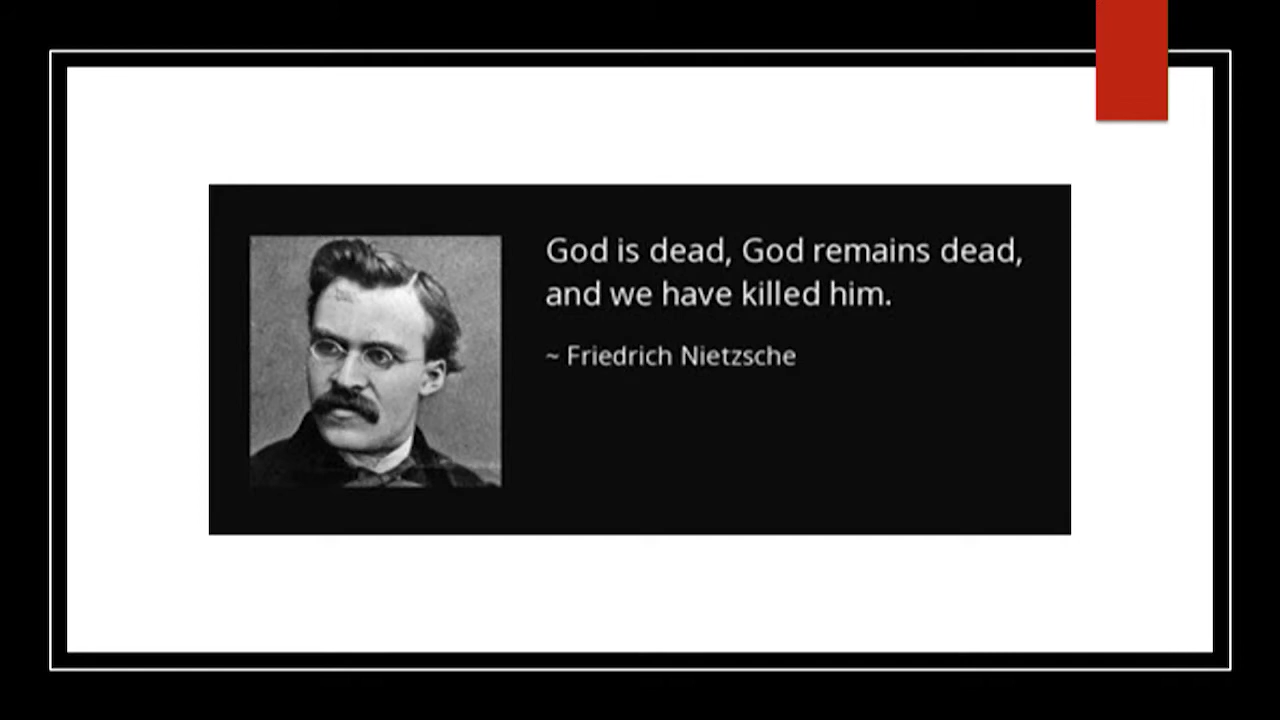 God is dead, God remains dead,
and we have killed him.
~ Friedrich Nietzsche